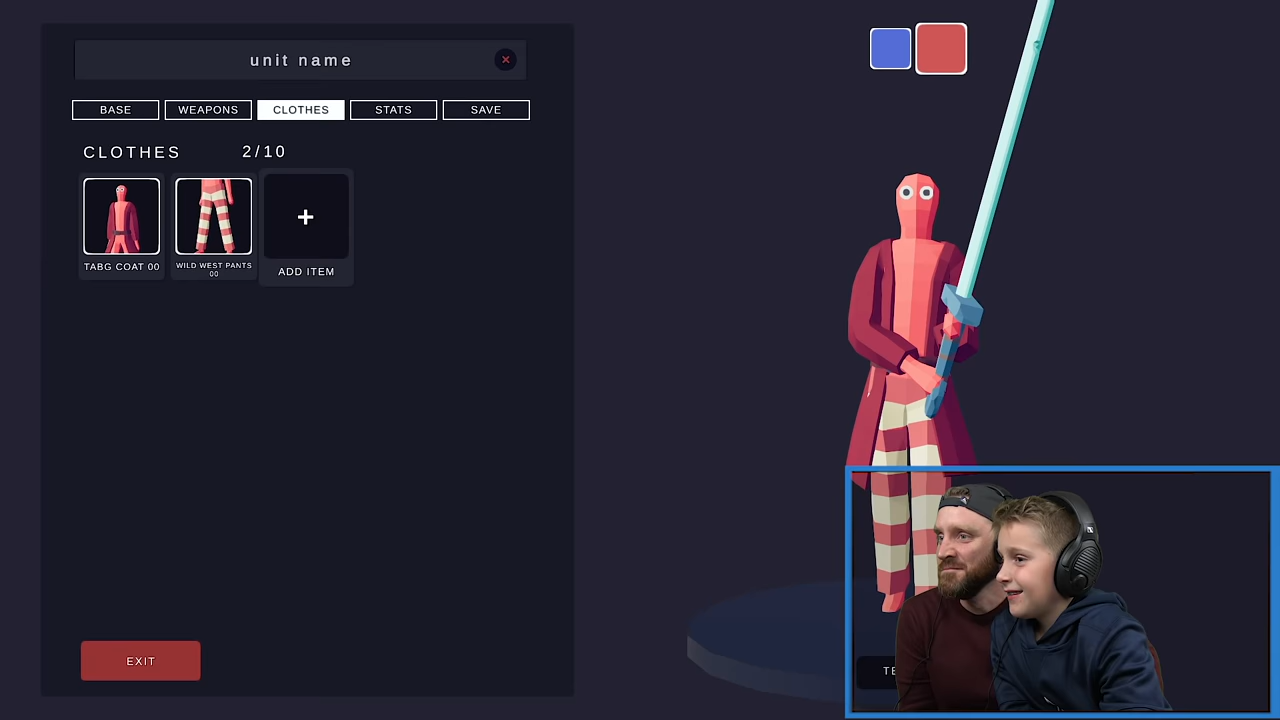 unit name
BASE
WEAPONS
CLOTHES
STATS
SAVE
CLOTHES
2/10
TABG COAT 00
WILD WEST PANTS
00
+
ADD ITEM
EXIT
TE